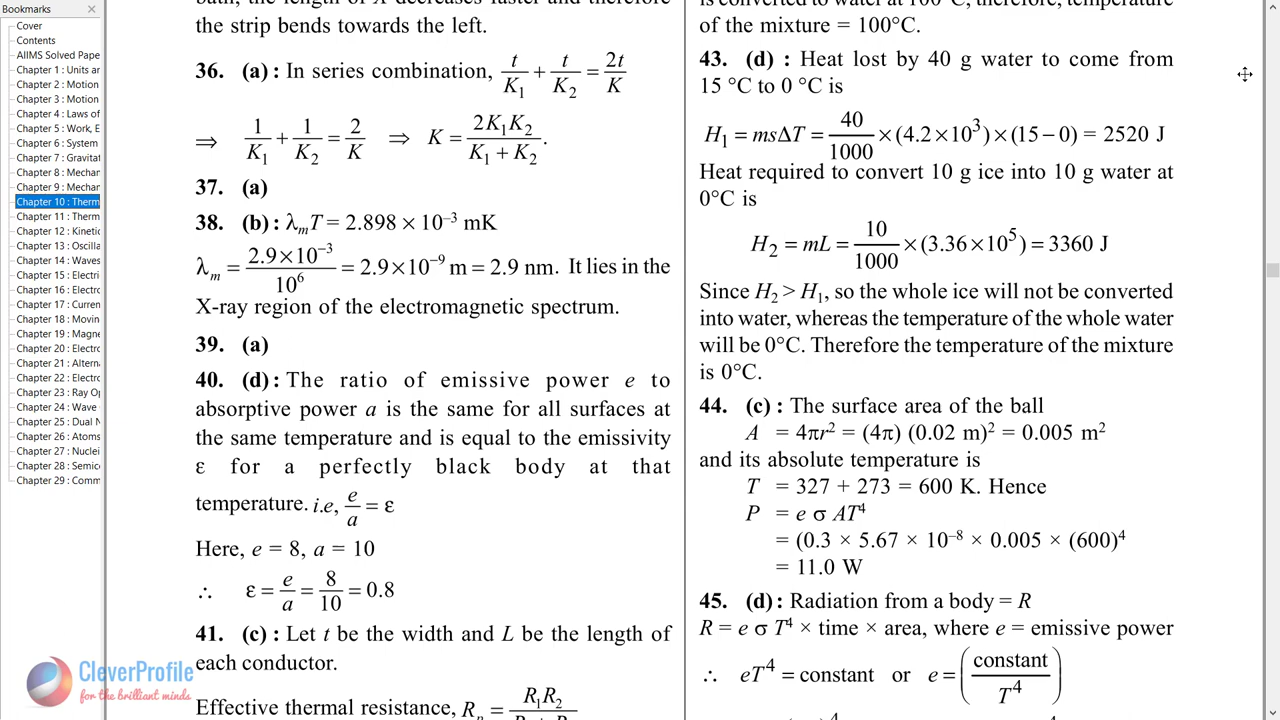 Bookmarks
Cover
Contents
AIIMS Solved Pape
Chapter 1 : Units ar
Chapter 2 : Motion
Chapter 3 : Motion
Chapter 4 : Laws of
Chapter 5 : Work, E
Chapter 6 : System
Chapter 7 : Gravitat
Chapter 8 : Mechar
Chapter 9 : Mechar
Chapter 10 : Therm
Chapter 11 : Therm
Chapter 12 : Kinetic
Chapter 13 : Oscilla
Chapter 14 : Waves
Chapter 15 : Electri
Chapter 16 : Electro
Chapter 17 : Curren
Chapter 18 : Movin
Chapter 19 : Magne
Chapter 20 : Electro
Chapter 21 : Altern
Chapter 22 : Electro
Chapter 23 : Ray Op
Chapter 24 : Wave
Chapter 25 : Dual N
Chapter 26 : Atoms
Chapter 27 : Nuclei
Chapter 28 : Semic
Chapter 29 : Comm
bath, the length of X decreases faster and therefore
the strip bends towards the left.
36. (a) : In series combination, t/K₁ + t/K₂ = 2t/K
⇒ 1/K₁ + 1/K₂ = 2/K ⇒ K = 2K₁K₂/(K₁ + K₂).
37. (a)
38. (b) : λₘT = 2.898 × 10⁻³ mK
λₘ = 2.9×10⁻³/10⁶ = 2.9×10⁻⁹ m = 2.9 nm. It lies in the
X-ray region of the electromagnetic spectrum.
39. (a)
40. (d) : The ratio of emissive power e to
absorptive power a is the same for all surfaces at
the same temperature and is equal to the emissivity
ε for a perfectly black body at that
temperature. i.e, e/a = ε
Here, e = 8, a = 10
∴ ε = e/a = 8/10 = 0.8
41. (c) : Let t be the width and L be the length of
each conductor.
Effective thermal resistance, R = R₁R₂
is converted to water at 100°C, therefore, temperature
of the mixture = 100°C.
43. (d) : Heat lost by 40 g water to come from
15 °C to 0 °C is
H₁ = msΔT = 40/1000 × (4.2 × 10³) × (15 − 0) = 2520 J
Heat required to convert 10 g ice into 10 g water at
0°C is
H₂ = mL = 10/1000 × (3.36 × 10⁵) = 3360 J
Since H₂ > H₁, so the whole ice will not be converted
into water, whereas the temperature of the whole water
will be 0°C. Therefore the temperature of the mixture
is 0°C.
44. (c) : The surface area of the ball
A = 4πr² = (4π) (0.02 m)² = 0.005 m²
and its absolute temperature is
T = 327 + 273 = 600 K. Hence
P = e σ AT⁴
= (0.3 × 5.67 × 10⁻⁸ × 0.005 × (600)⁴
= 11.0 W
45. (d) : Radiation from a body = R
R = e σ T⁴ × time × area, where e = emissive power
∴ eT⁴ = constant or e = (constant/T⁴)
CleverProfile
for the brilliant minds